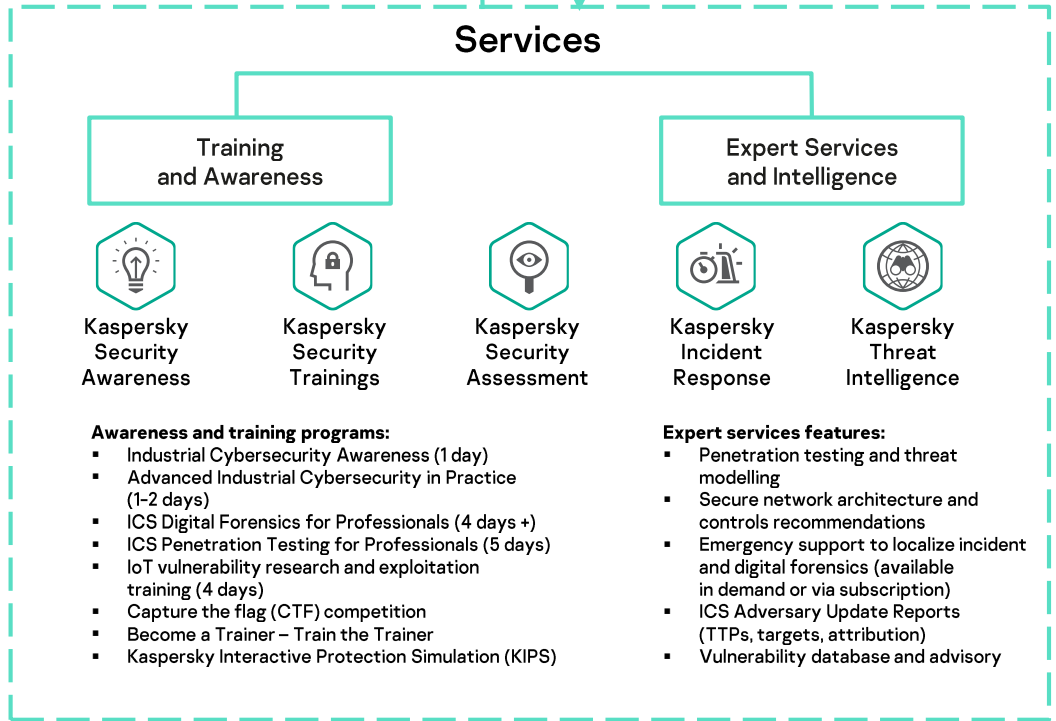 Services
Training
and Awareness
Expert Services
and Intelligence
Kaspersky
Security
Awareness
Kaspersky
Security
Trainings
Kaspersky
Security
Assessment
Kaspersky
Incident
Response
Kaspersky
Threat
Intelligence
Awareness and training programs:
▪ Industrial Cybersecurity Awareness (1 day)
▪ Advanced Industrial Cybersecurity in Practice
(1-2 days)
▪ ICS Digital Forensics for Professionals (4 days +)
▪ ICS Penetration Testing for Professionals (5 days)
▪ IoT vulnerability research and exploitation
training (4 days)
▪ Capture the flag (CTF) competition
▪ Become a Trainer – Train the Trainer
▪ Kaspersky Interactive Protection Simulation (KIPS)
Expert services features:
▪ Penetration testing and threat
modelling
▪ Secure network architecture and
controls recommendations
▪ Emergency support to localize incident
and digital forensics (available
in demand or via subscription)
▪ ICS Adversary Update Reports
(TTPs, targets, attribution)
▪ Vulnerability database and advisory